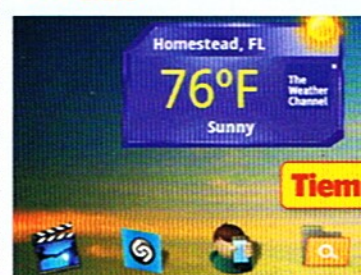 Homestead, FL
76°F
The
Weather
Channel
Sunny
Tiem